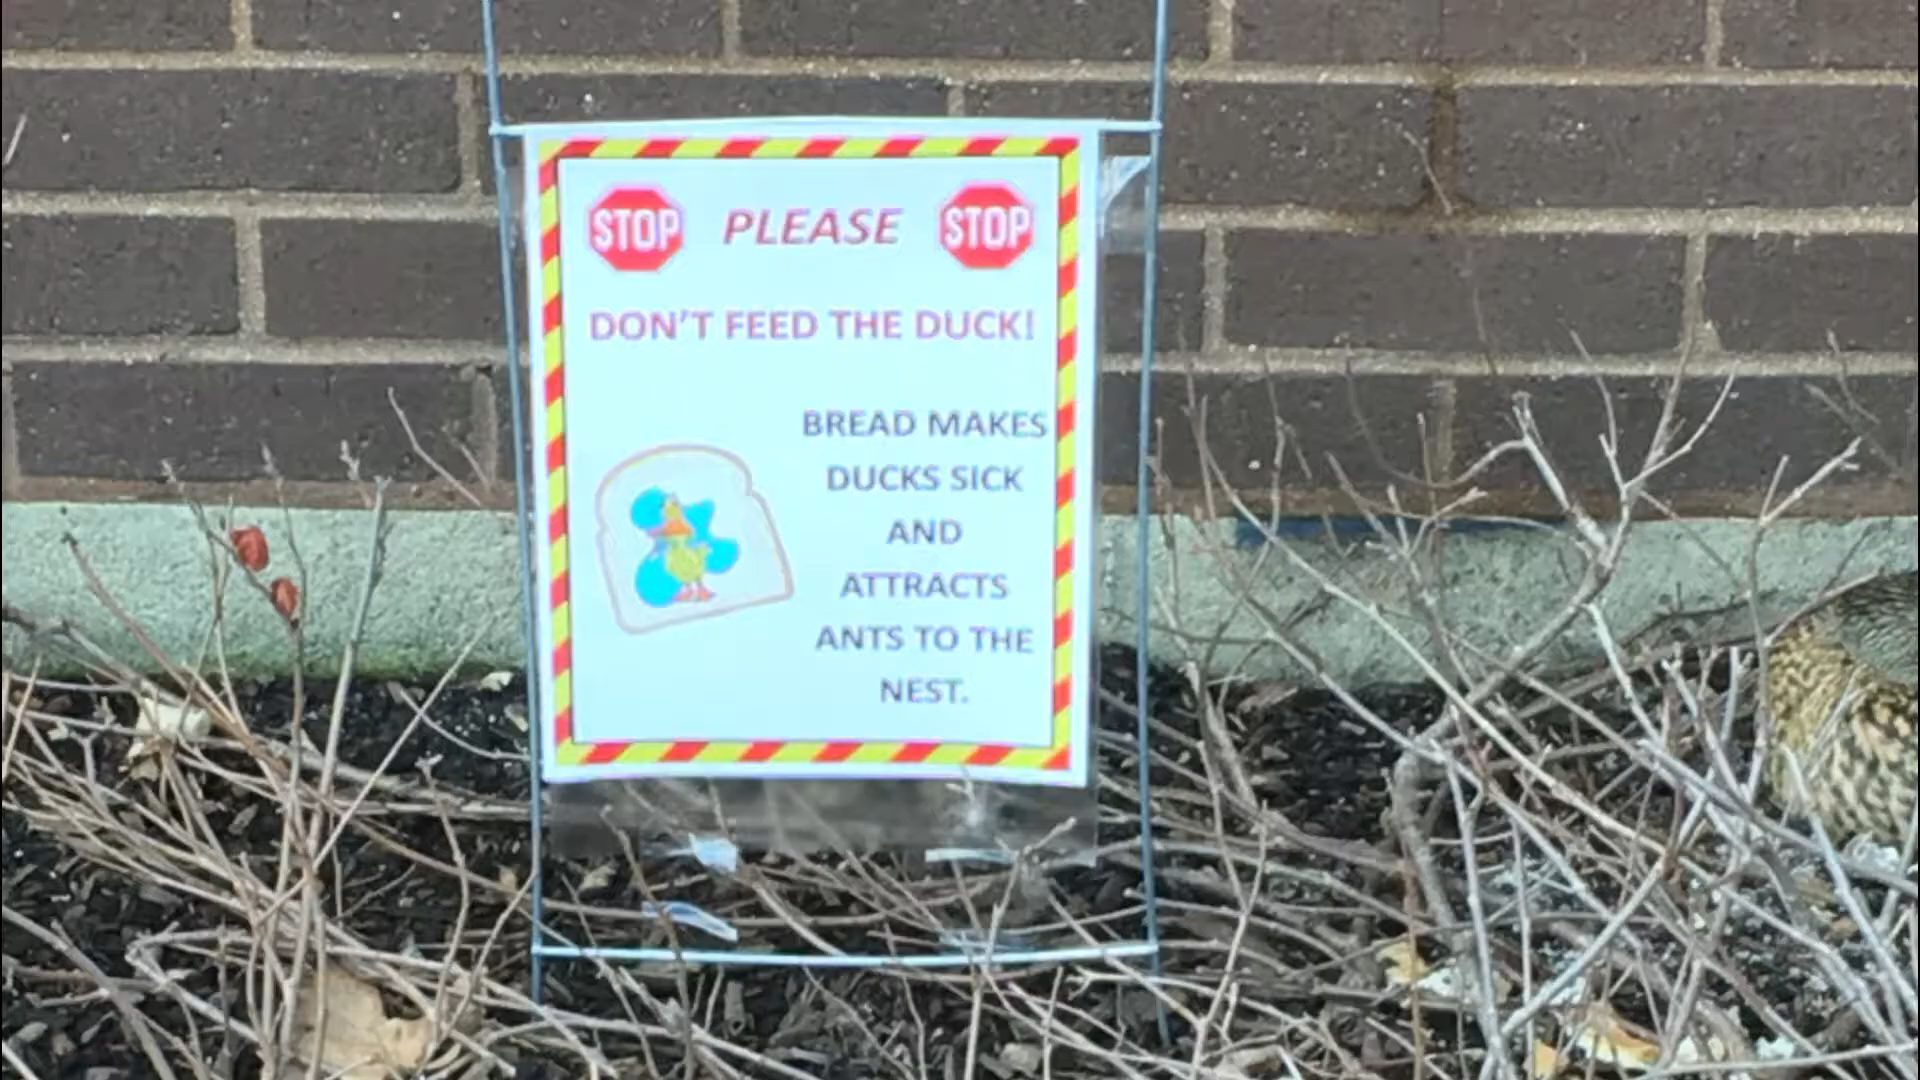 STOP PLEASE STOP
DON'T FEED THE DUCK!
BREAD MAKES
DUCKS SICK
AND
ATTRACTS
ANTS TO THE
NEST.